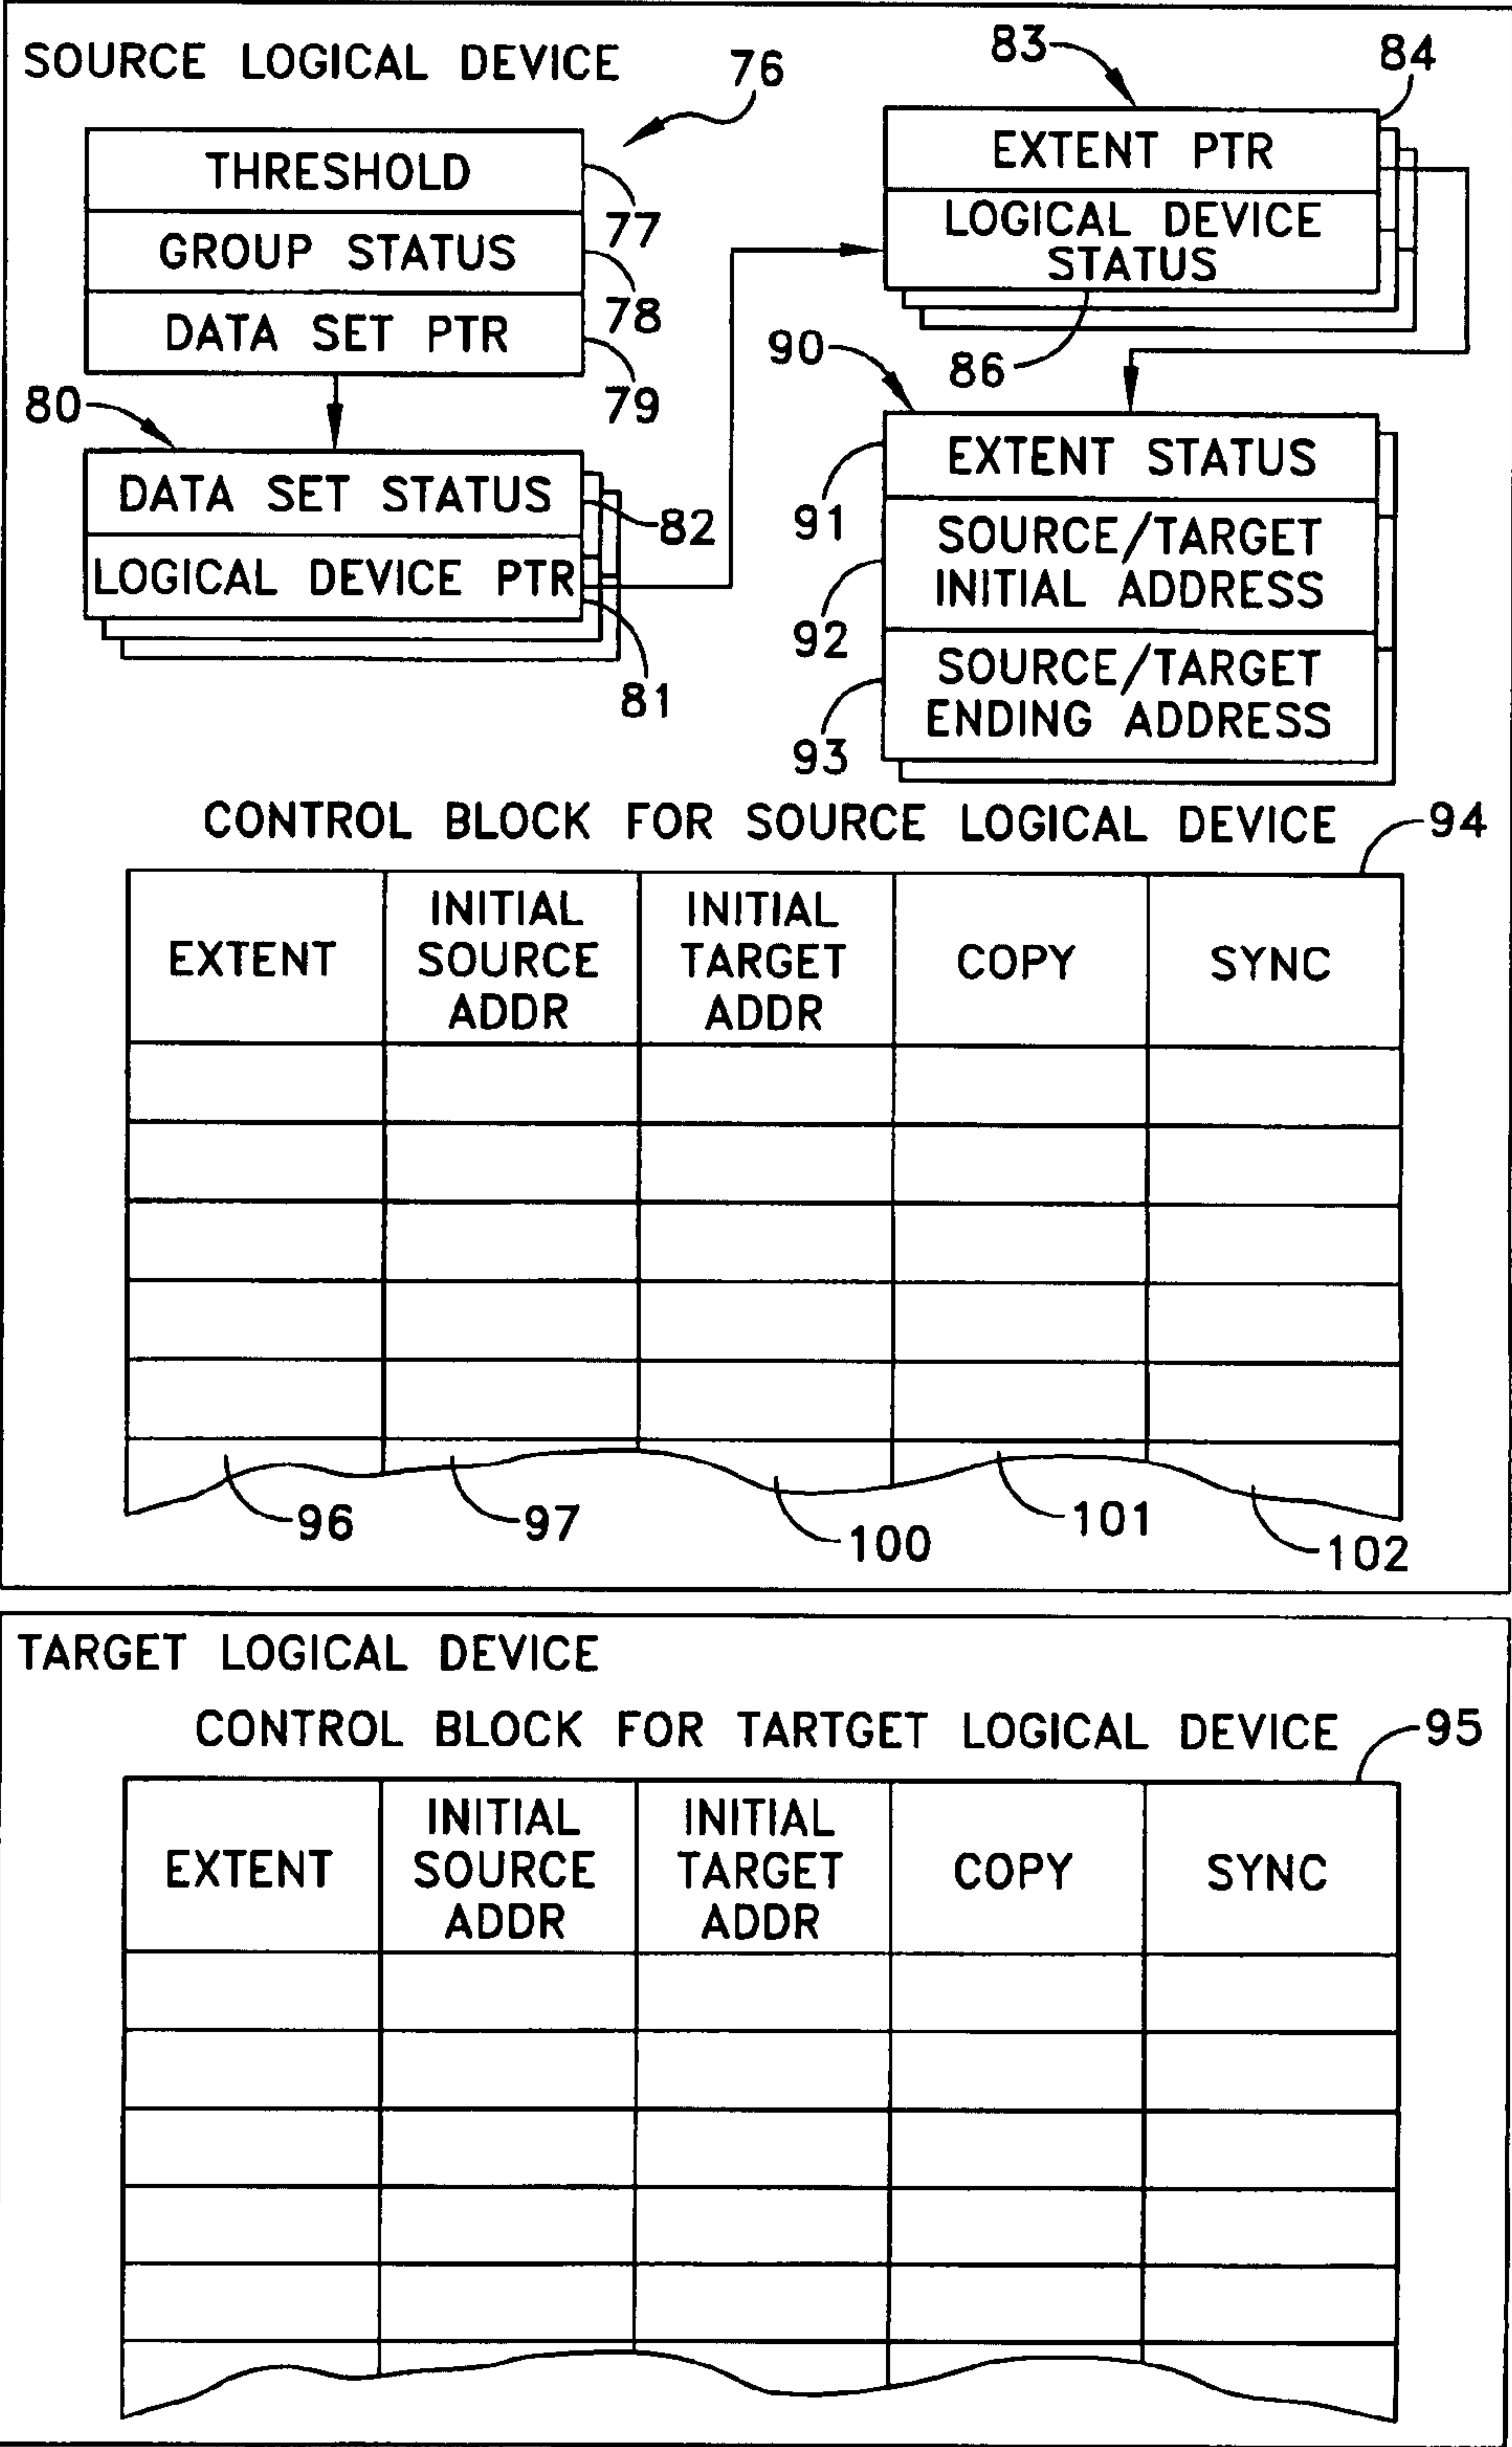 SOURCE LOGICAL DEVICE
76
THRESHOLD
77
GROUP STATUS
78
DATA SET PTR
79
80
DATA SET STATUS
82
LOGICAL DEVICE PTR
81
83
84
EXTENT PTR
LOGICAL DEVICE
STATUS
86
90
EXTENT STATUS
91
SOURCE/TARGET
INITIAL ADDRESS
92
SOURCE/TARGET
ENDING ADDRESS
93
CONTROL BLOCK FOR SOURCE LOGICAL DEVICE
94
EXTENT
INITIAL
SOURCE
ADDR
INITIAL
TARGET
ADDR
COPY
SYNC
96
97
100
101
102
TARGET LOGICAL DEVICE
CONTROL BLOCK FOR TARTGET LOGICAL DEVICE
95
EXTENT
INITIAL
SOURCE
ADDR
INITIAL
TARGET
ADDR
COPY
SYNC